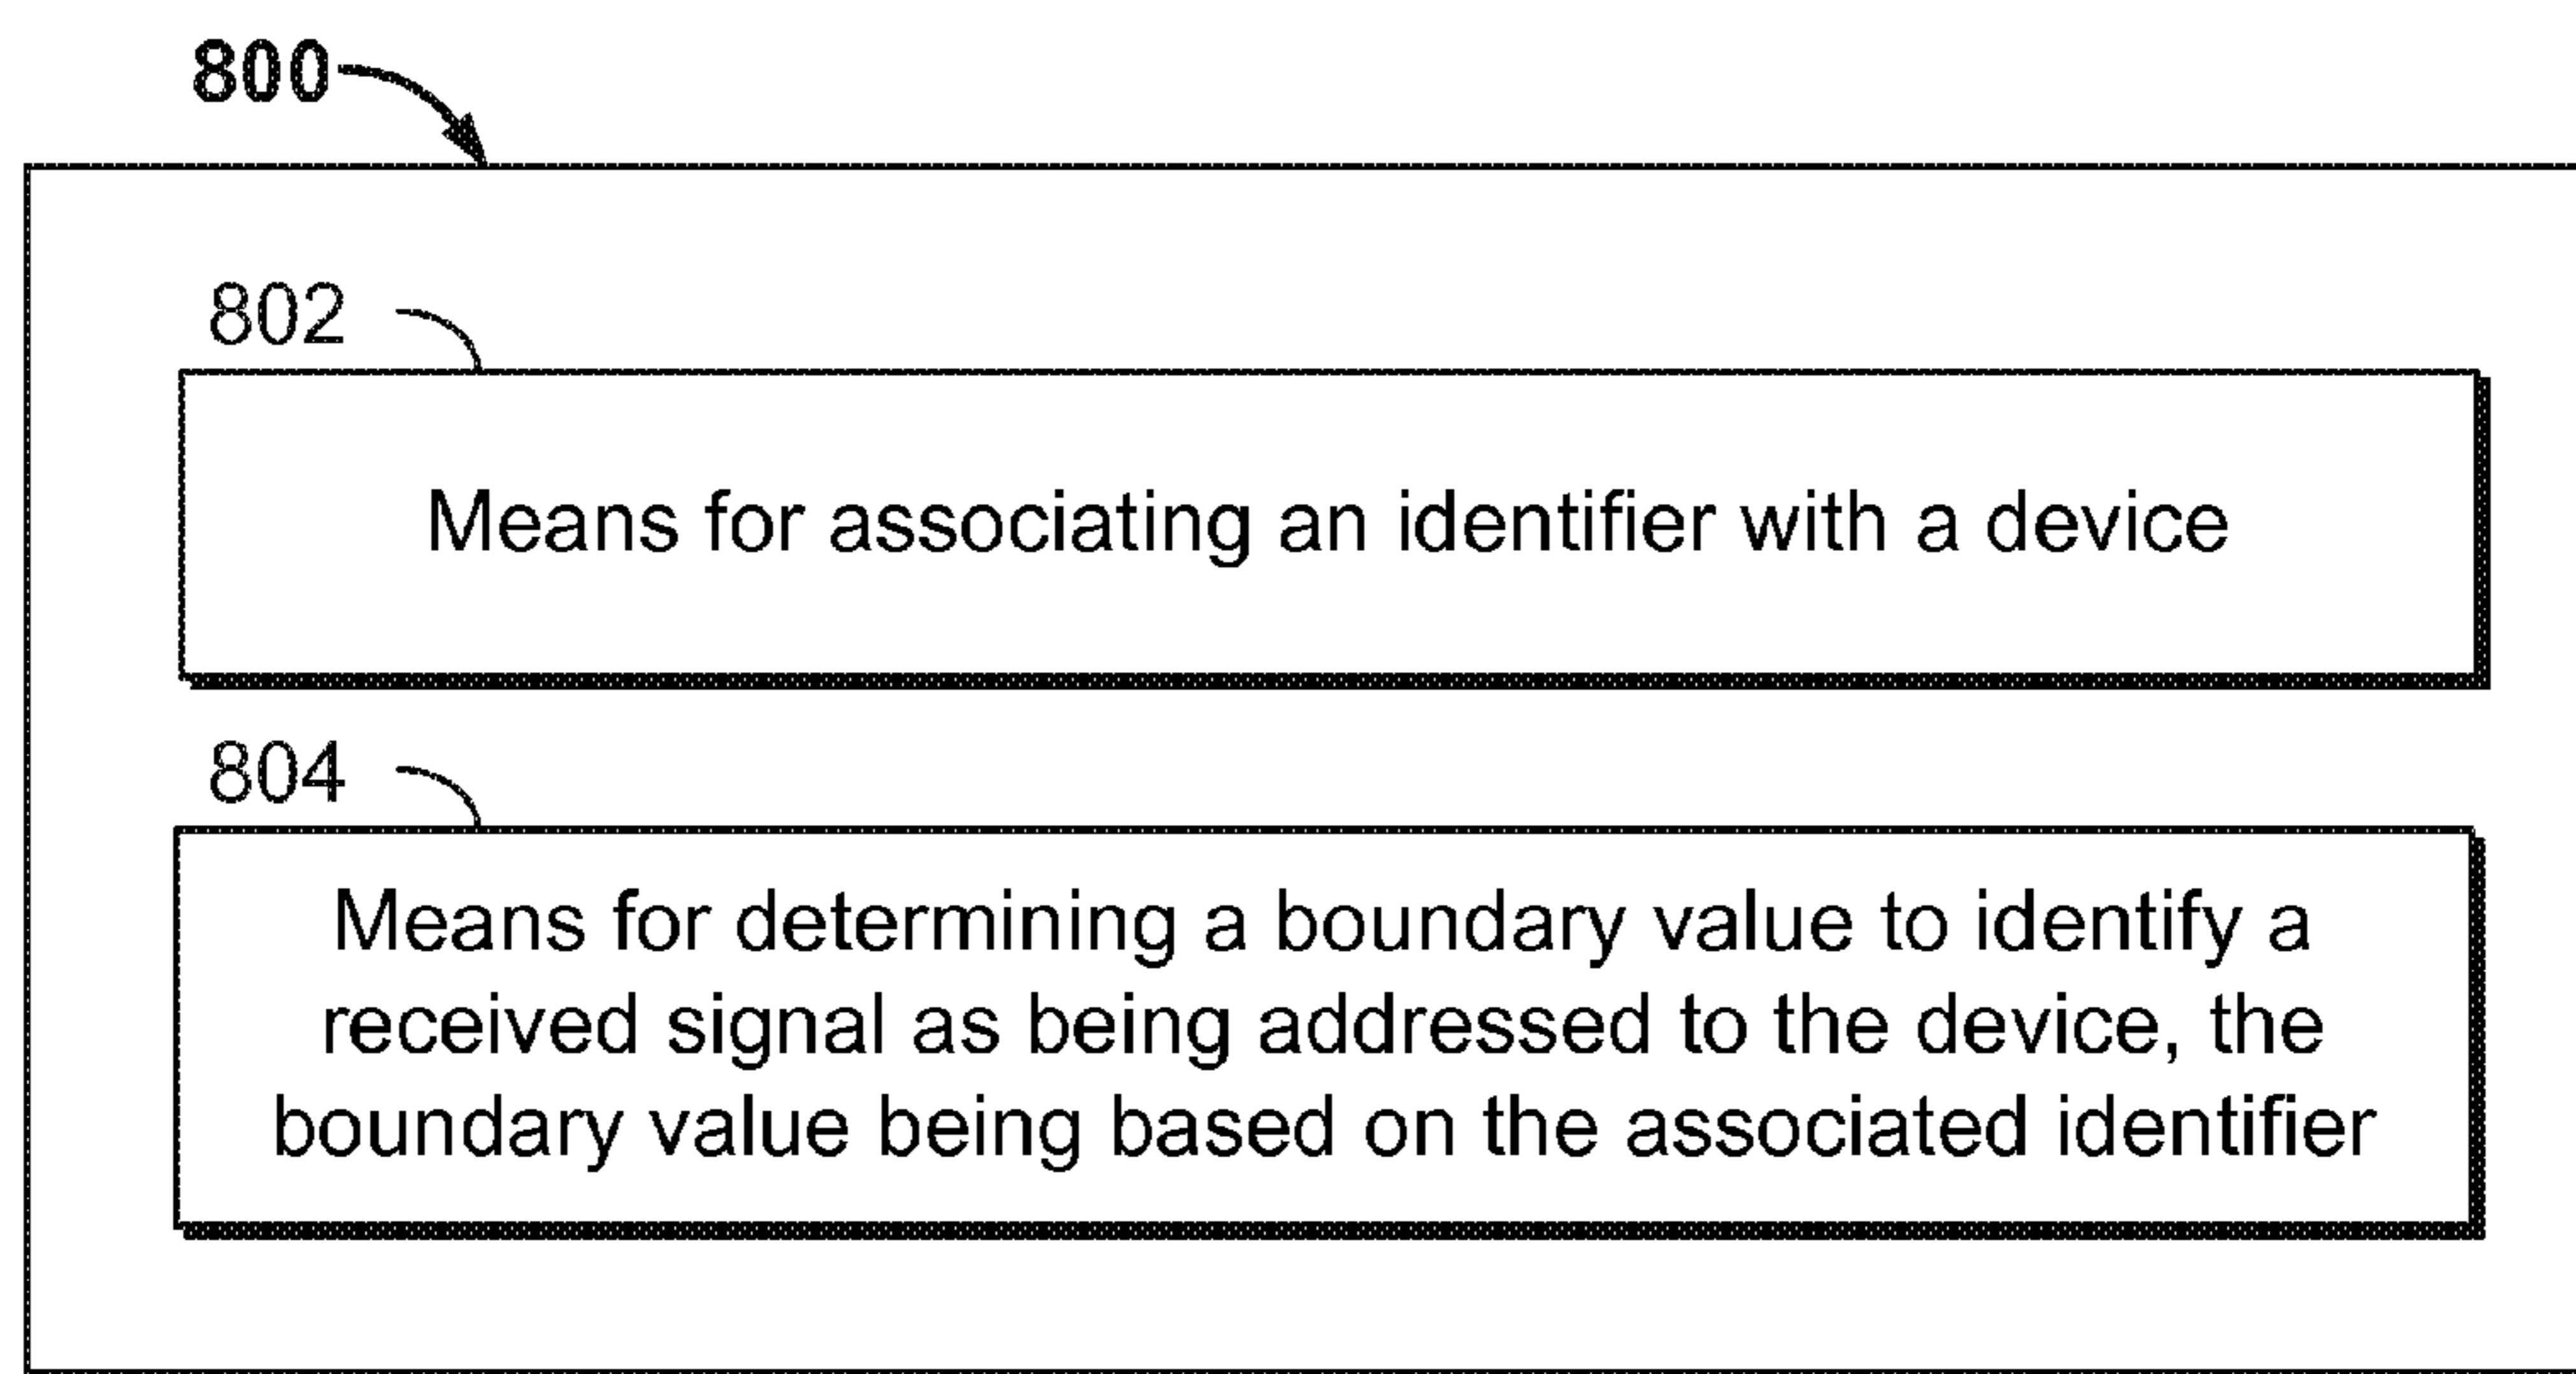 800
802
Means for associating an identifier with a device
804
Means for determining a boundary value to identify a
received signal as being addressed to the device, the
boundary value being based on the associated identifier